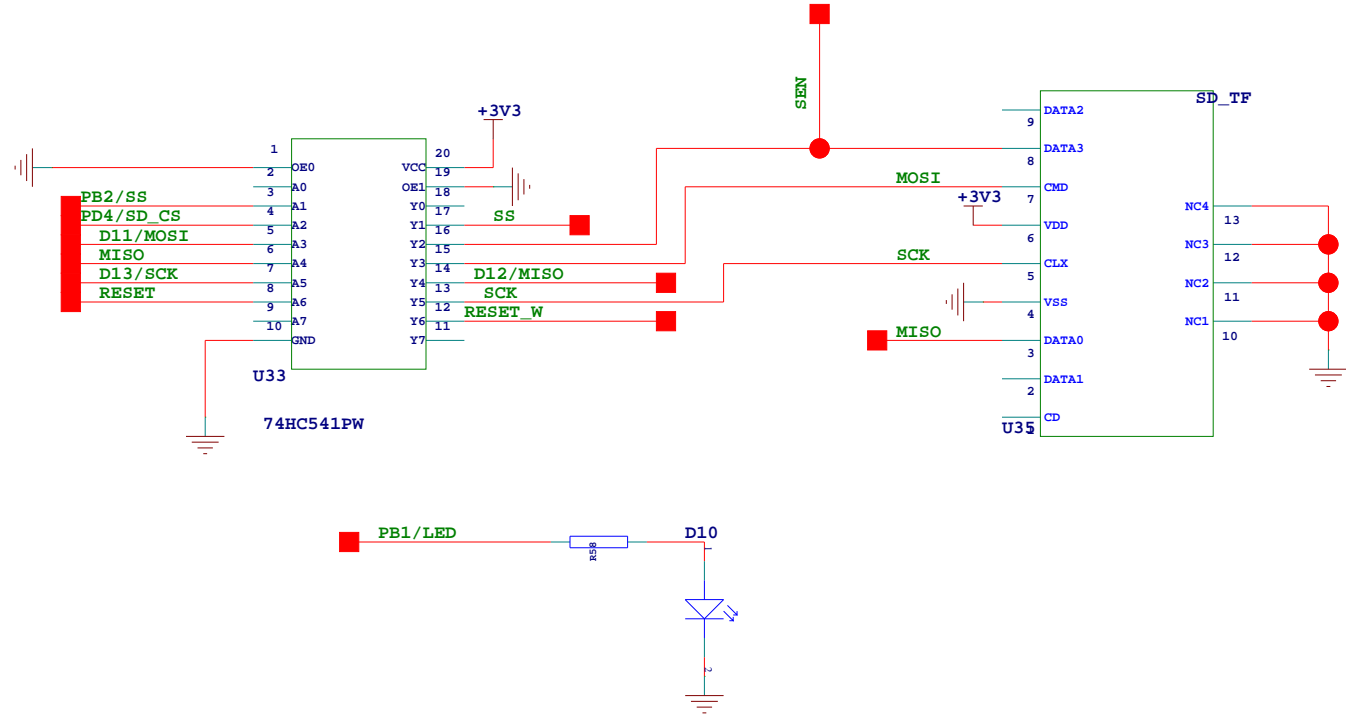 SEN
SD_TF
+3V3
9 DATA2
8 DATA3
MOSI 7 CMD
+3V3
6 VDD
SCK 5 CLX
4 VSS
MISO 3 DATA0
2 DATA1
CD
U35
NC4 13
NC3 12
NC2 11
NC1 10
1 OE0 VCC 20
2 A0 OE1 19
PB2/SS 3 A1 Y0 18
PD4/SD_CS 4 A2 Y1 17 SS
D11/MOSI 5 A3 Y2 16
MISO 6 A4 Y3 15
D13/SCK 7 A5 Y4 14 D12/MISO
RESET 8 A6 Y5 13 SCK
9 A7 Y6 12 RESET_W
10 GND Y7 11
U33
74HC541PW
PB1/LED
R58
D10
1
2